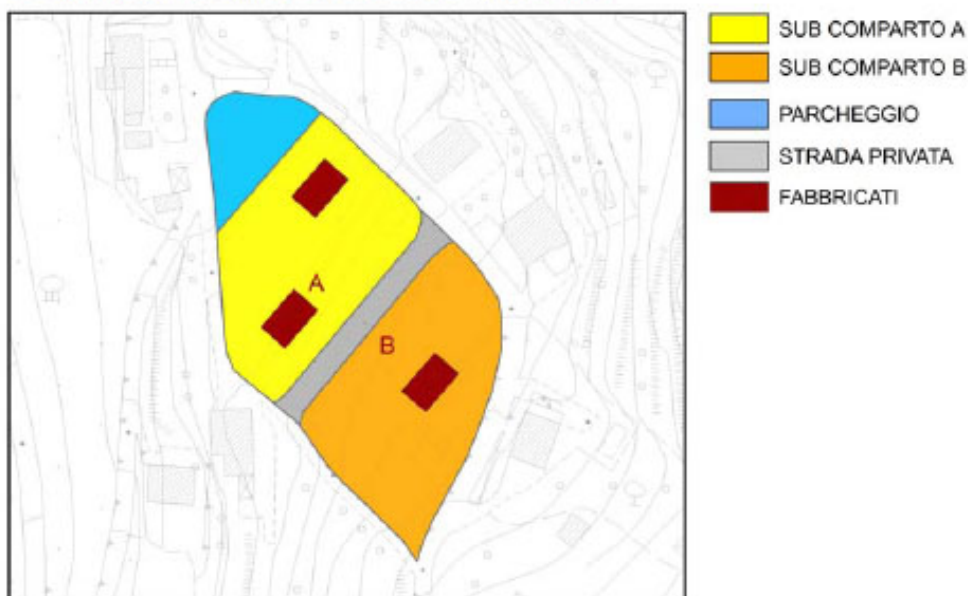 SUB COMPARTO A
SUB COMPARTO B
PARCHEGGIO
STRADA PRIVATA
FABBRICATI
A
B